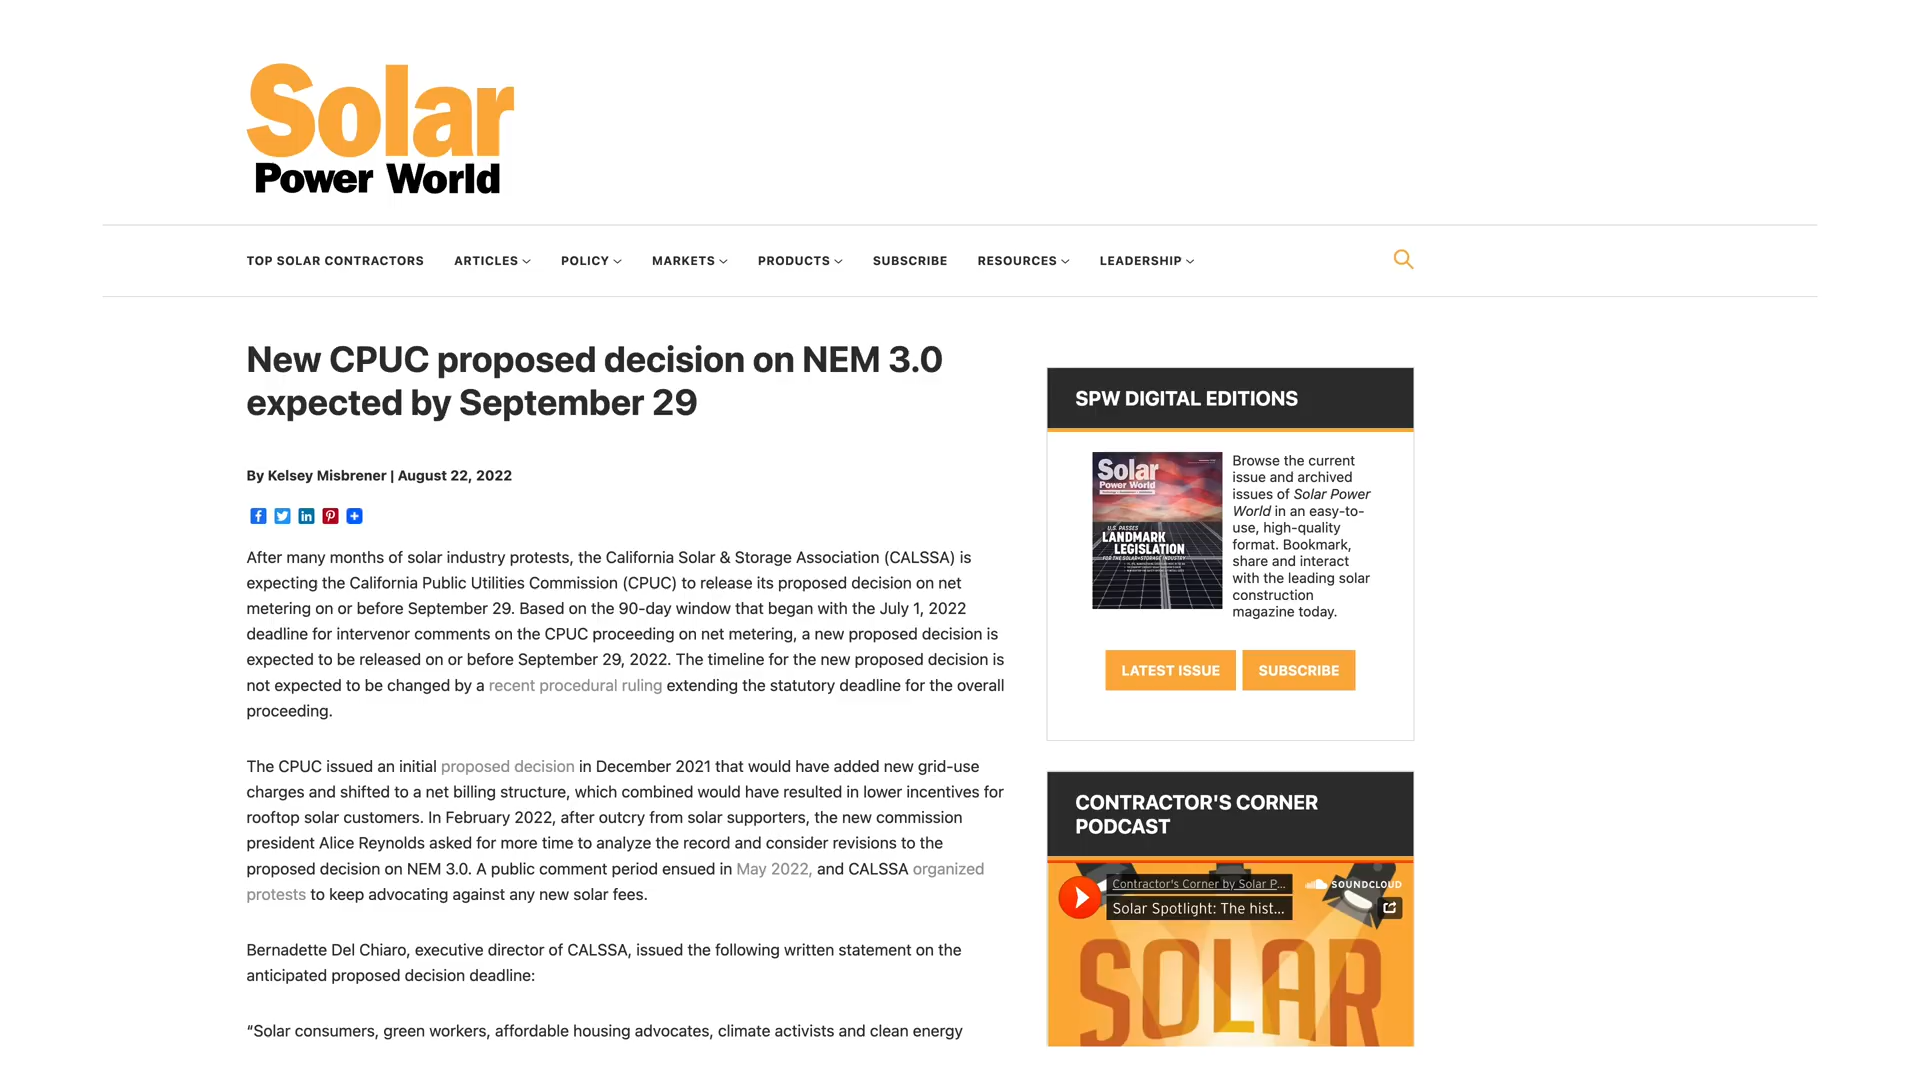 Solar
Power World
TOP SOLAR CONTRACTORS
ARTICLES
POLICY
MARKETS
PRODUCTS
SUBSCRIBE
RESOURCES
LEADERSHIP
New CPUC proposed decision on NEM 3.0
expected by September 29
By Kelsey Misbrener | August 22, 2022
After many months of solar industry protests, the California Solar & Storage Association (CALSSA) is
expecting the California Public Utilities Commission (CPUC) to release its proposed decision on net
metering on or before September 29. Based on the 90-day window that began with the July 1, 2022
deadline for intervenor comments on the CPUC proceeding on net metering, a new proposed decision is
expected to be released on or before September 29, 2022. The timeline for the new proposed decision is
not expected to be changed by a recent procedural ruling extending the statutory deadline for the overall
proceeding.
The CPUC issued an initial proposed decision in December 2021 that would have added new grid-use
charges and shifted to a net billing structure, which combined would have resulted in lower incentives for
rooftop solar customers. In February 2022, after outcry from solar supporters, the new commission
president Alice Reynolds asked for more time to analyze the record and consider revisions to the
proposed decision on NEM 3.0. A public comment period ensued in May 2022, and CALSSA organized
protests to keep advocating against any new solar fees.
Bernadette Del Chiaro, executive director of CALSSA, issued the following written statement on the
anticipated proposed decision deadline:
“Solar consumers, green workers, affordable housing advocates, climate activists and clean energy
SPW DIGITAL EDITIONS
Solar
Power World
U.S. PASSES
LANDMARK
LEGISLATION
FOR THE SOLAR+STORAGE INDUSTRY
Browse the current
issue and archived
issues of Solar Power
World in an easy-to-
use, high-quality
format. Bookmark,
share and interact
with the leading solar
construction
magazine today.
LATEST ISSUE
SUBSCRIBE
CONTRACTOR'S CORNER
PODCAST
Contractor's Corner by Solar P...
SOUNDCLOUD
Solar Spotlight: The hist...
SOLAR